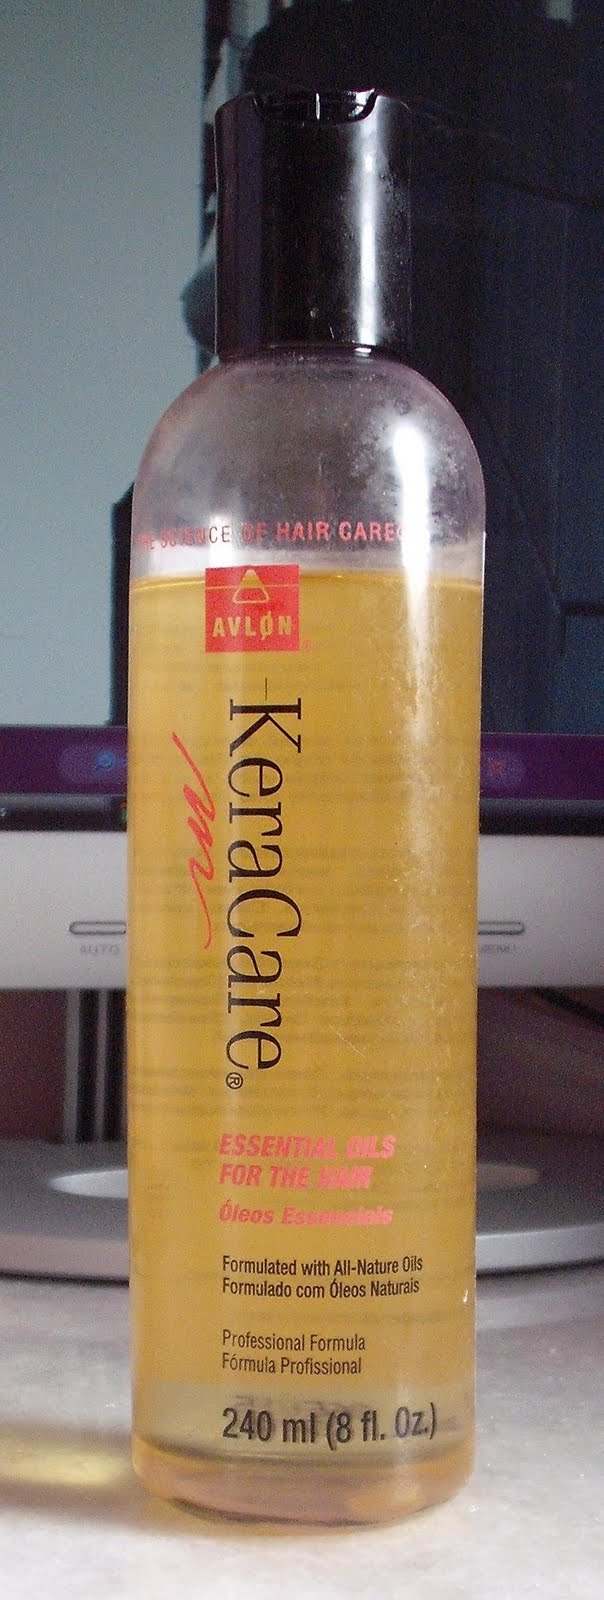 THE SCIENCE OF HAIR CARE®
AVLØN
KeraCare®
ESSENTIAL OILS
FOR THE HAIR
Óleos Essenciais
Formulated with All-Nature Oils
Formulado com Óleos Naturais
Professional Formula
Fórmula Profissional
240 ml (8 fl. Oz.)